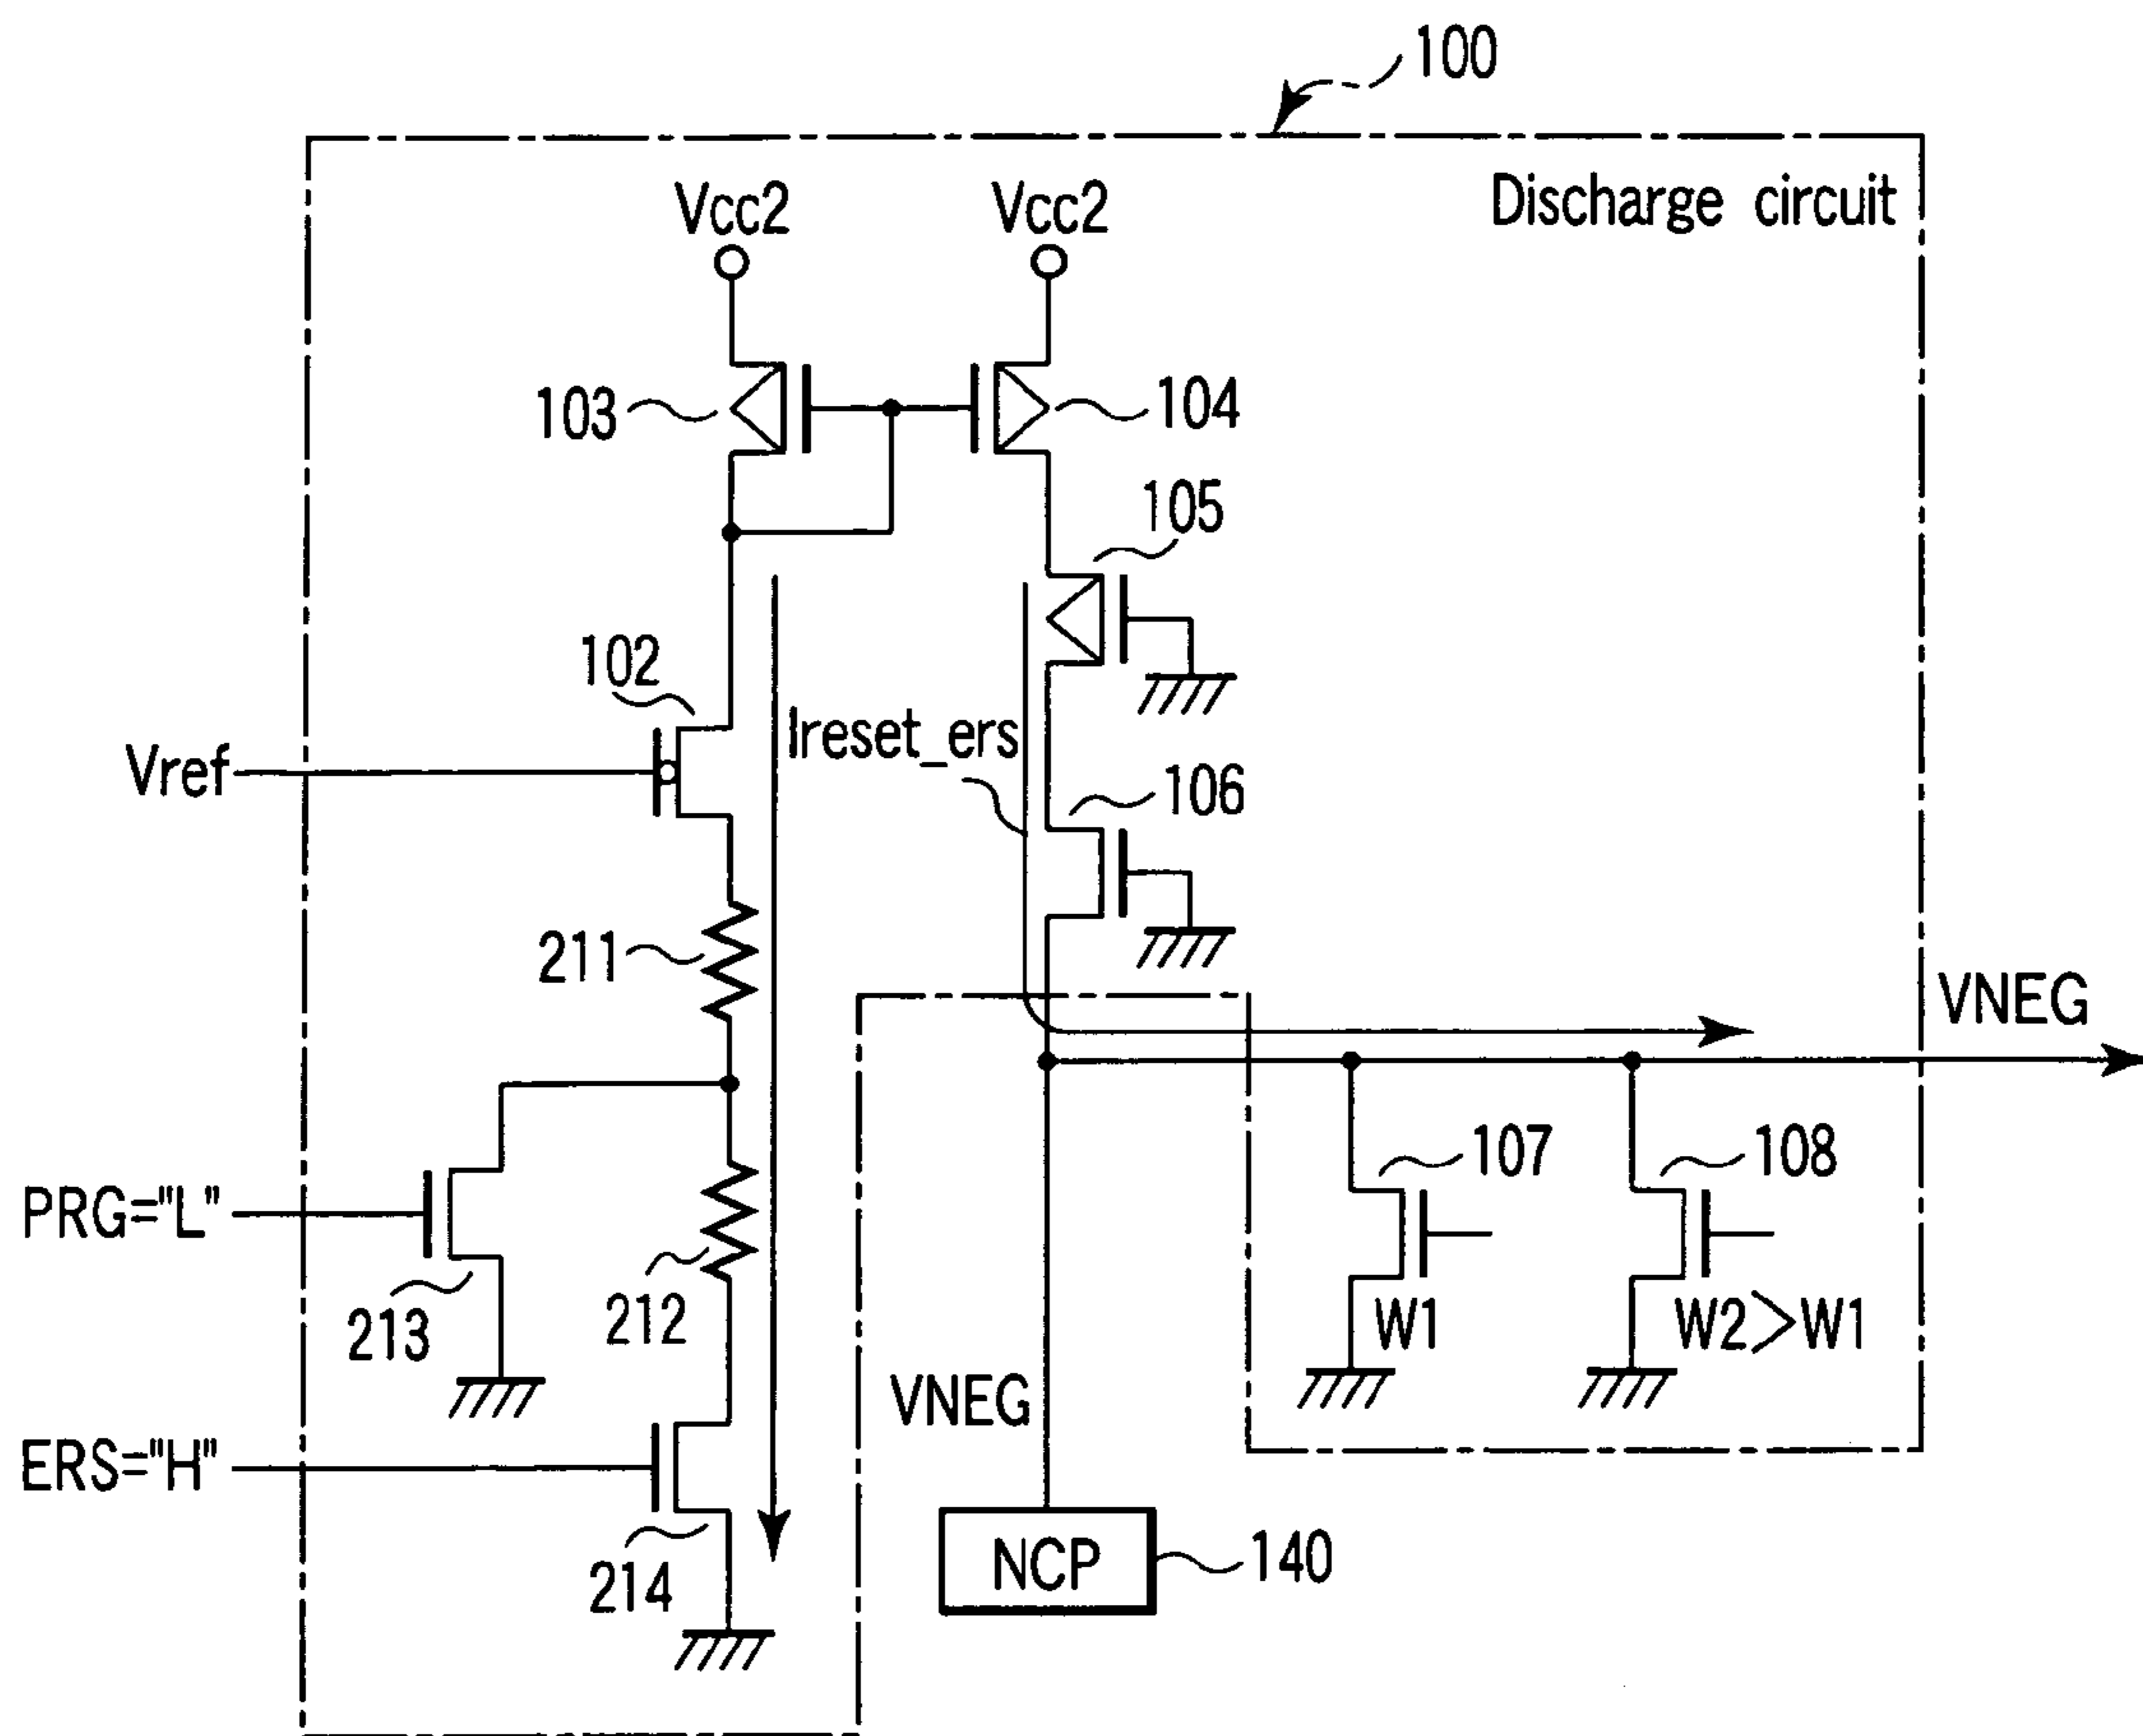 100
Vcc2
Vcc2
Discharge circuit
103
104
105
102
Vref
Ireset_ers
106
211
VNEG
107
108
PRG="L"
213
212
W1
W2>W1
VNEG
ERS="H"
214
NCP
140